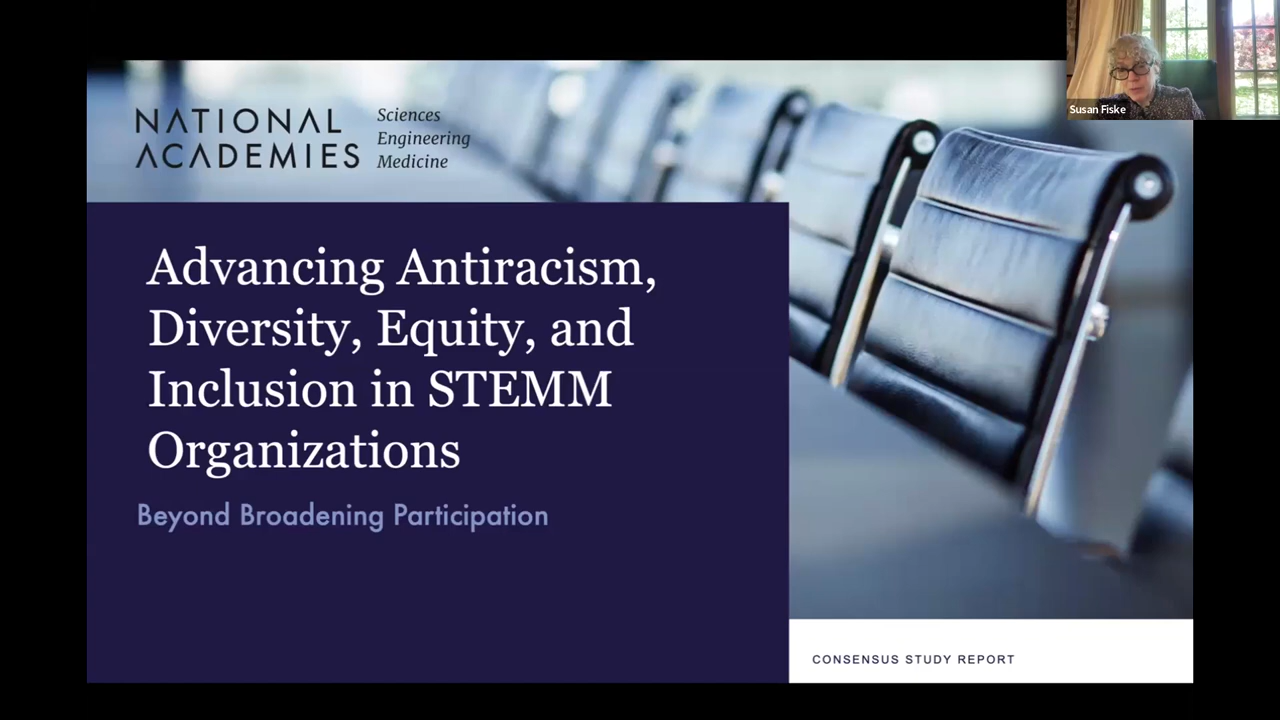 NATIONAL
ACADEMIES
Sciences
Engineering
Medicine
Susan Fiske
Advancing Antiracism,
Diversity, Equity, and
Inclusion in STEMM
Organizations
Beyond Broadening Participation
CONSENSUS STUDY REPORT